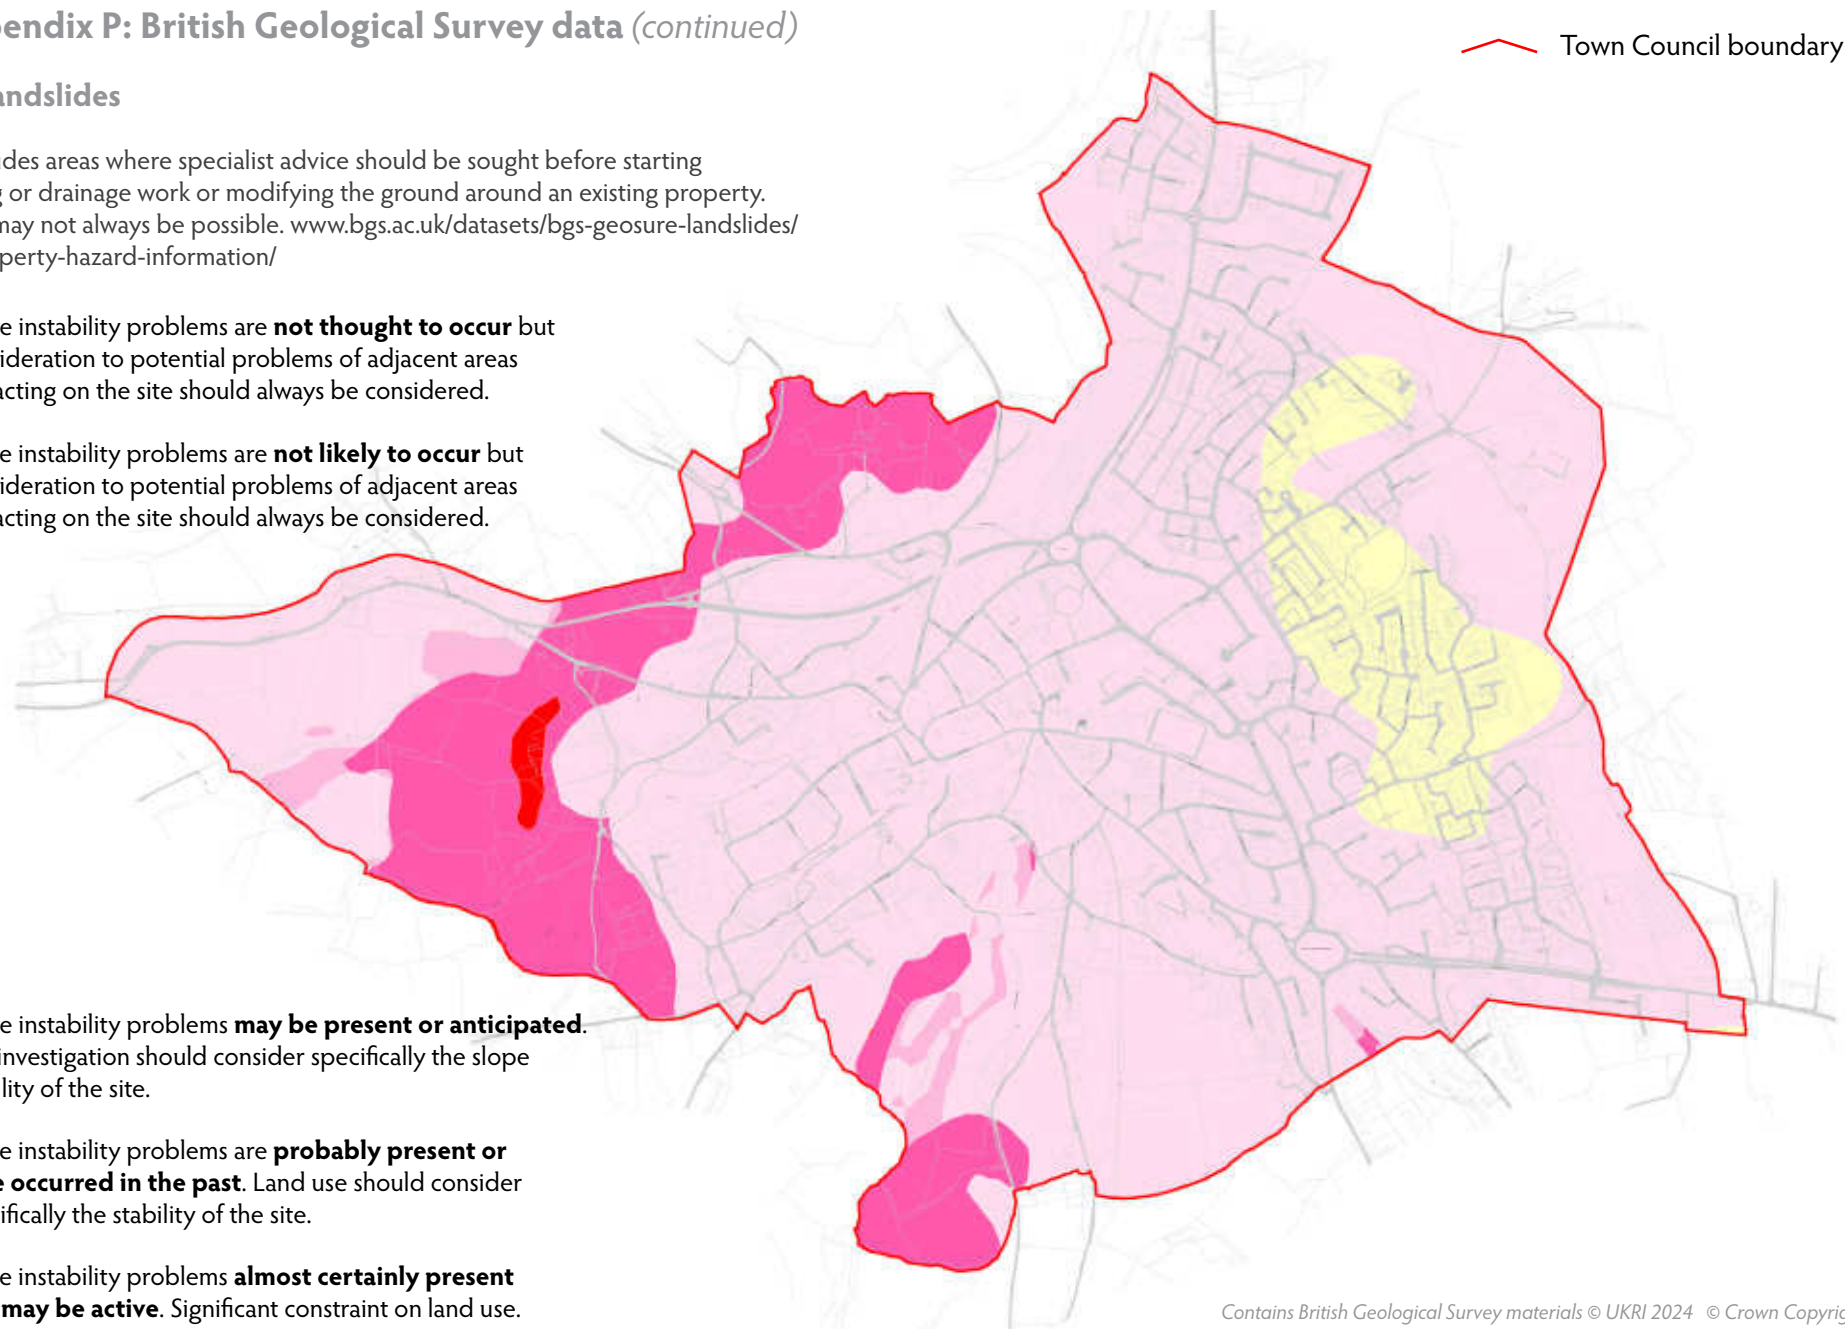 pendix P: British Geological Survey data (continued)
Town Council boundary
andslides
ides areas where specialist advice should be sought before starting
g or drainage work or modifying the ground around an existing property.
may not always be possible. www.bgs.ac.uk/datasets/bgs-geosure-landslides/
perty-hazard-information/
e instability problems are not thought to occur but
ideration to potential problems of adjacent areas
acting on the site should always be considered.
e instability problems are not likely to occur but
ideration to potential problems of adjacent areas
acting on the site should always be considered.
e instability problems may be present or anticipated.
investigation should consider specifically the slope
lity of the site.
e instability problems are probably present or
e occurred in the past. Land use should consider
ifically the stability of the site.
e instability problems almost certainly present
may be active. Significant constraint on land use.
Contains British Geological Survey materials © UKRI 2024 © Crown Copyrig